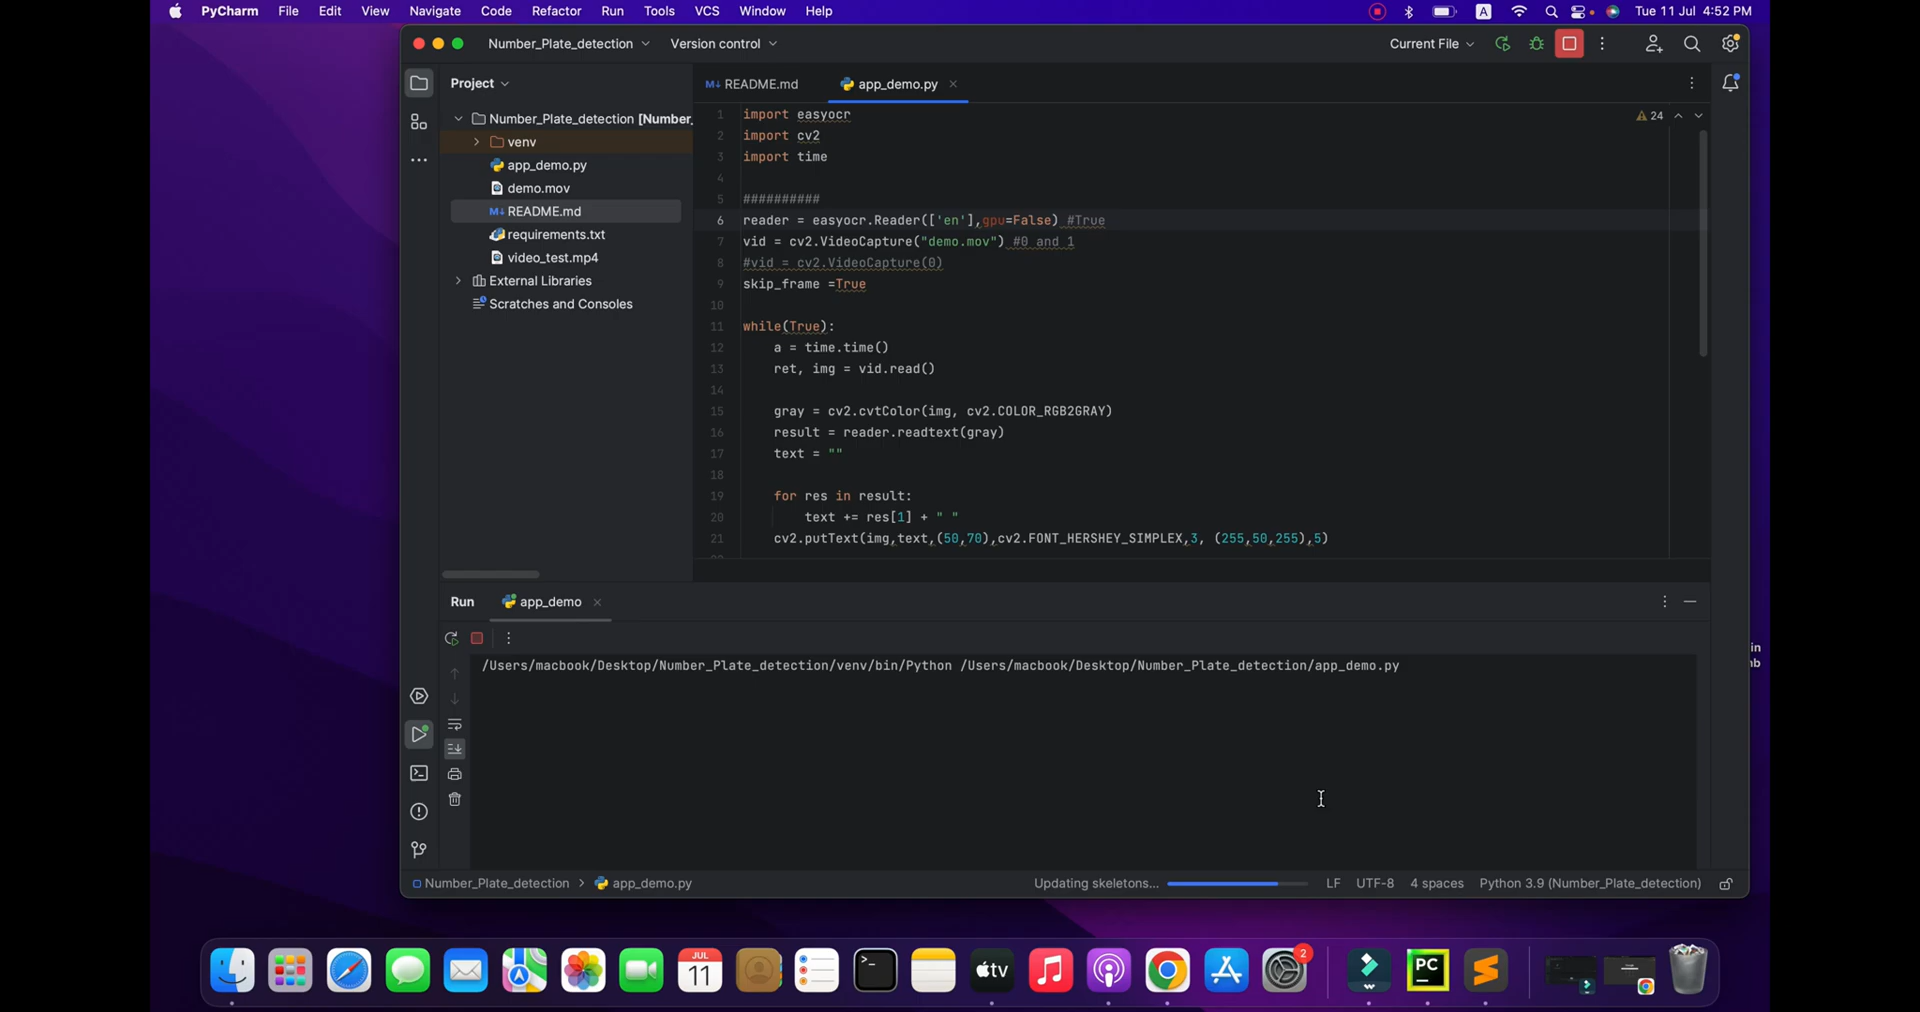 PyCharm File Edit View Navigate Code Refactor Run Tools VCS Window Help A Tue 11 Jul 4:52 PM
Number_Plate_detection Version control Current File
Project
README.md app_demo.py
Number_Plate_detection [Number_
venv
app_demo.py
demo.mov
README.md
requirements.txt
video_test.mp4
External Libraries
Scratches and Consoles
24
1 import easyocr
2 import cv2
3 import time
4
5 ##########
6 reader = easyocr.Reader(['en'],gpu=False) #True
7 vid = cv2.VideoCapture("demo.mov") #0 and 1
8 #vid = cv2.VideoCapture(0)
9 skip_frame =True
10
11 while(True):
12 a = time.time()
13 ret, img = vid.read()
14
15 gray = cv2.cvtColor(img, cv2.COLOR_RGB2GRAY)
16 result = reader.readtext(gray)
17 text = ""
18
19 for res in result:
20 text += res[1] + " "
21 cv2.putText(img,text,(50,70),cv2.FONT_HERSHEY_SIMPLEX,3, (255,50,255),5)
Run app_demo
/Users/macbook/Desktop/Number_Plate_detection/venv/bin/Python /Users/macbook/Desktop/Number_Plate_detection/app_demo.py
in
nb
Number_Plate_detection > app_demo.py Updating skeletons... LF UTF-8 4 spaces Python 3.9 (Number_Plate_detection)
JUL
11
tv
PC
2